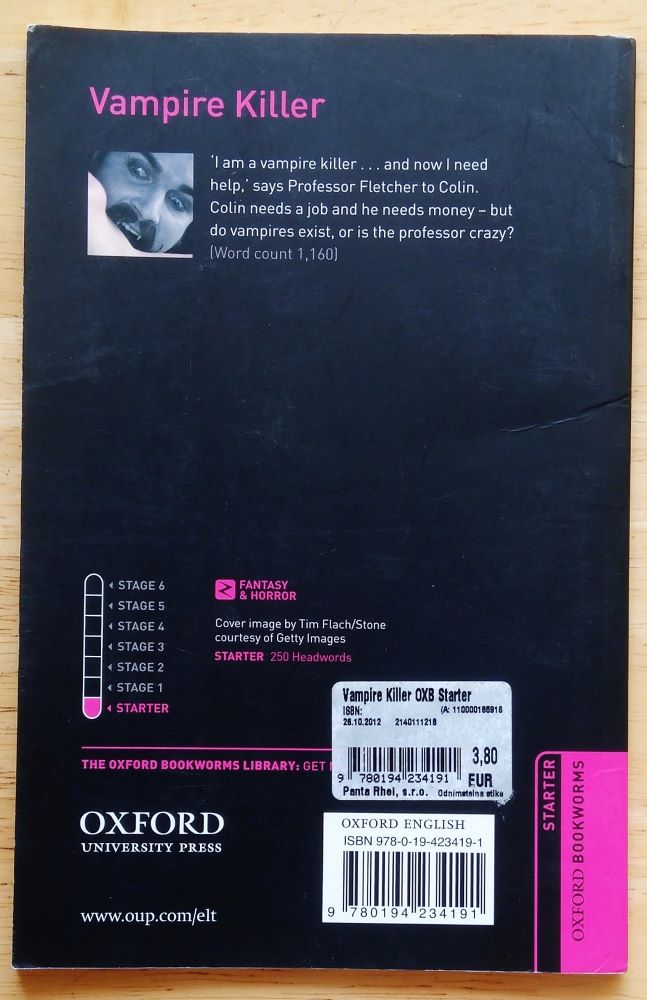 Vampire Killer
'I am a vampire killer . . . and now I need
help,' says Professor Fletcher to Colin.
Colin needs a job and he needs money – but
do vampires exist, or is the professor crazy?
(Word count 1,160)
STAGE 6
STAGE 5
STAGE 4
STAGE 3
STAGE 2
STAGE 1
STARTER
FANTASY
& HORROR
Cover image by Tim Flach/Stone
courtesy of Getty Images
STARTER 250 Headwords
Vampire Killer OXB Starter
ISBN:
26.10.2012 2140111216
3,80
9 780194 234191 EUR
Panta Rhei, s.r.o.
THE OXFORD BOOKWORMS LIBRARY: GET
OXFORD
UNIVERSITY PRESS
www.oup.com/elt
OXFORD ENGLISH
ISBN 978-0-19-423419-1
9 780194 234191
STARTER
OXFORD BOOKWORMS